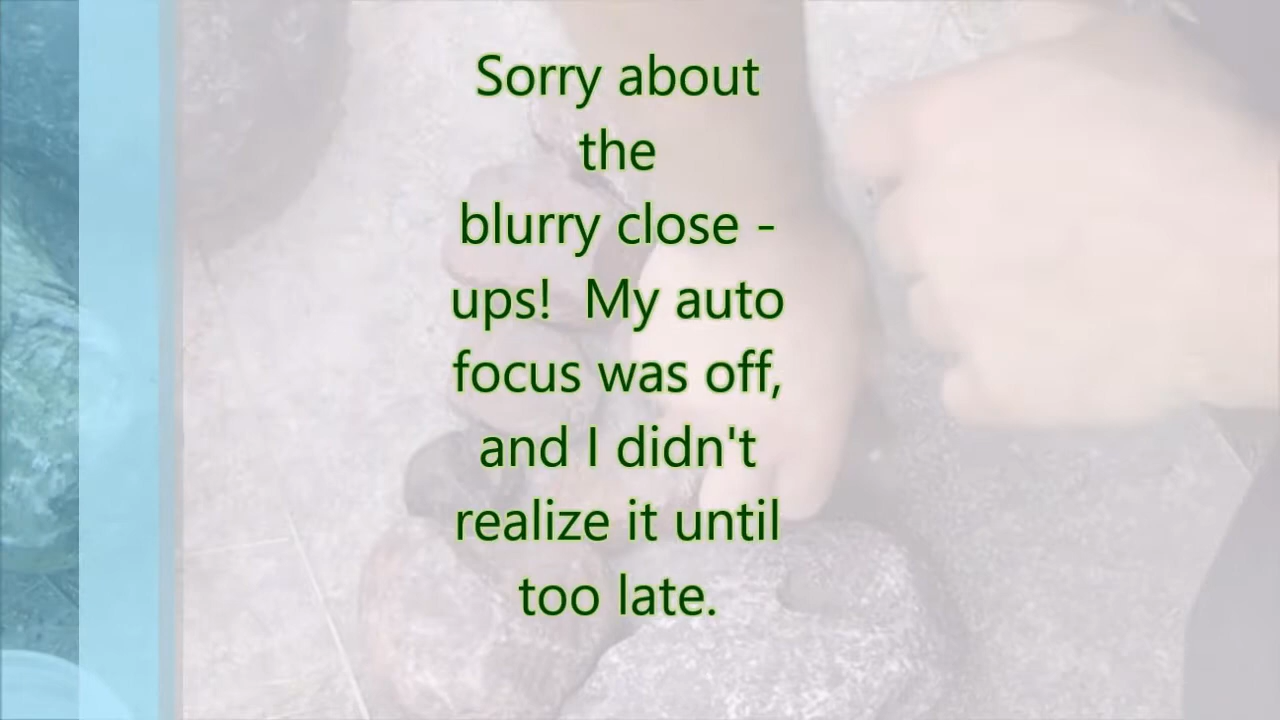 Sorry about
the
blurry close -
ups!  My auto
focus was off,
and I didn't
realize it until
too late.